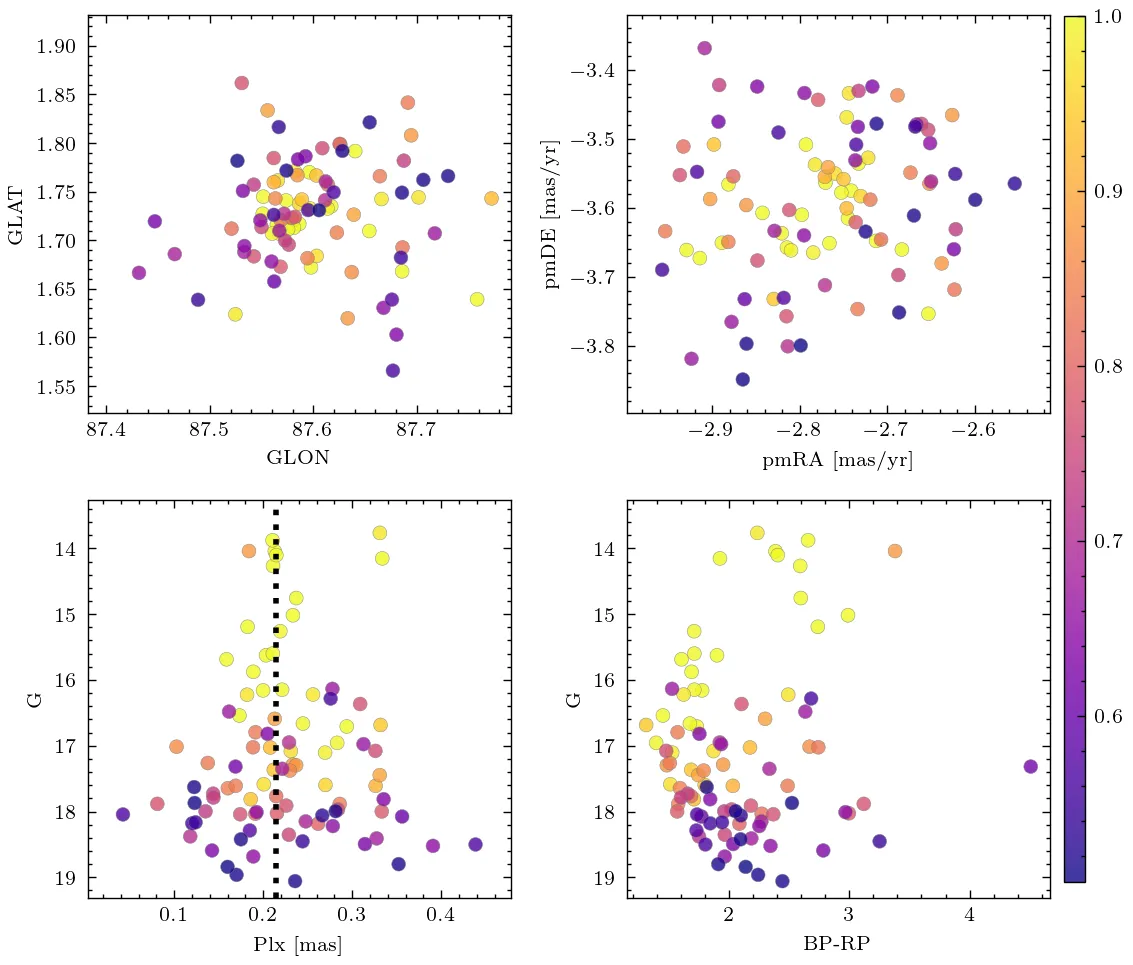 1.90
1.85
1.80
1.75
1.70
1.65
1.60
1.55
GLAT
87.4 87.5 87.6 87.7
GLON
−3.4
−3.5
−3.6
−3.7
−3.8
pmDE [mas/yr]
−2.9 −2.8 −2.7 −2.6
pmRA [mas/yr]
14
15
16
17
18
19
G
0.1 0.2 0.3 0.4
Plx [mas]
14
15
16
17
18
19
G
2 3 4
BP-RP
1.0
0.9
0.8
0.7
0.6